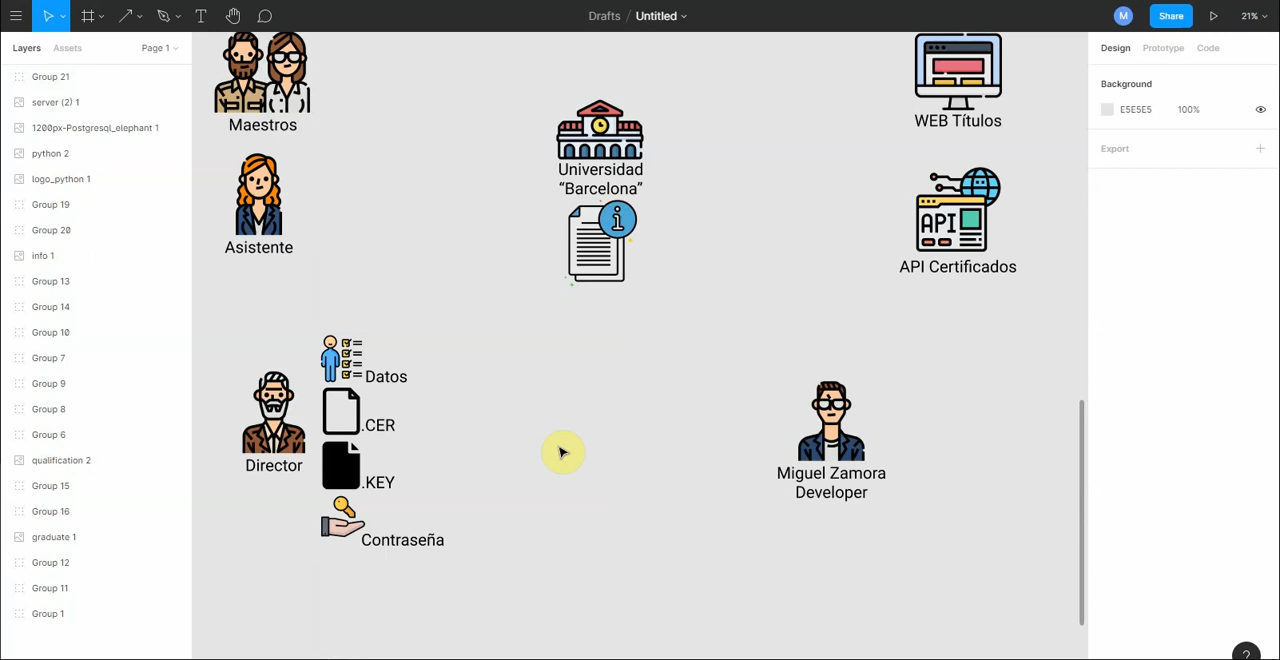 Drafts / Untitled
M
Share
21%
Layers
Assets
Page 1
Group 21
server (2) 1
1200px-Postgresql_elephant 1
python 2
logo_python 1
Group 19
Group 20
info 1
Group 13
Group 14
Group 10
Group 7
Group 9
Group 8
Group 6
qualification 2
Group 15
Group 16
graduate 1
Group 12
Group 11
Group 1
Maestros
Asistente
Universidad
“Barcelona”
i
WEB Títulos
API
API Certificados
Datos
.CER
.KEY
Contraseña
Director
Miguel Zamora
Developer
Design
Prototype
Code
Background
E5E5E5
100%
Export
?